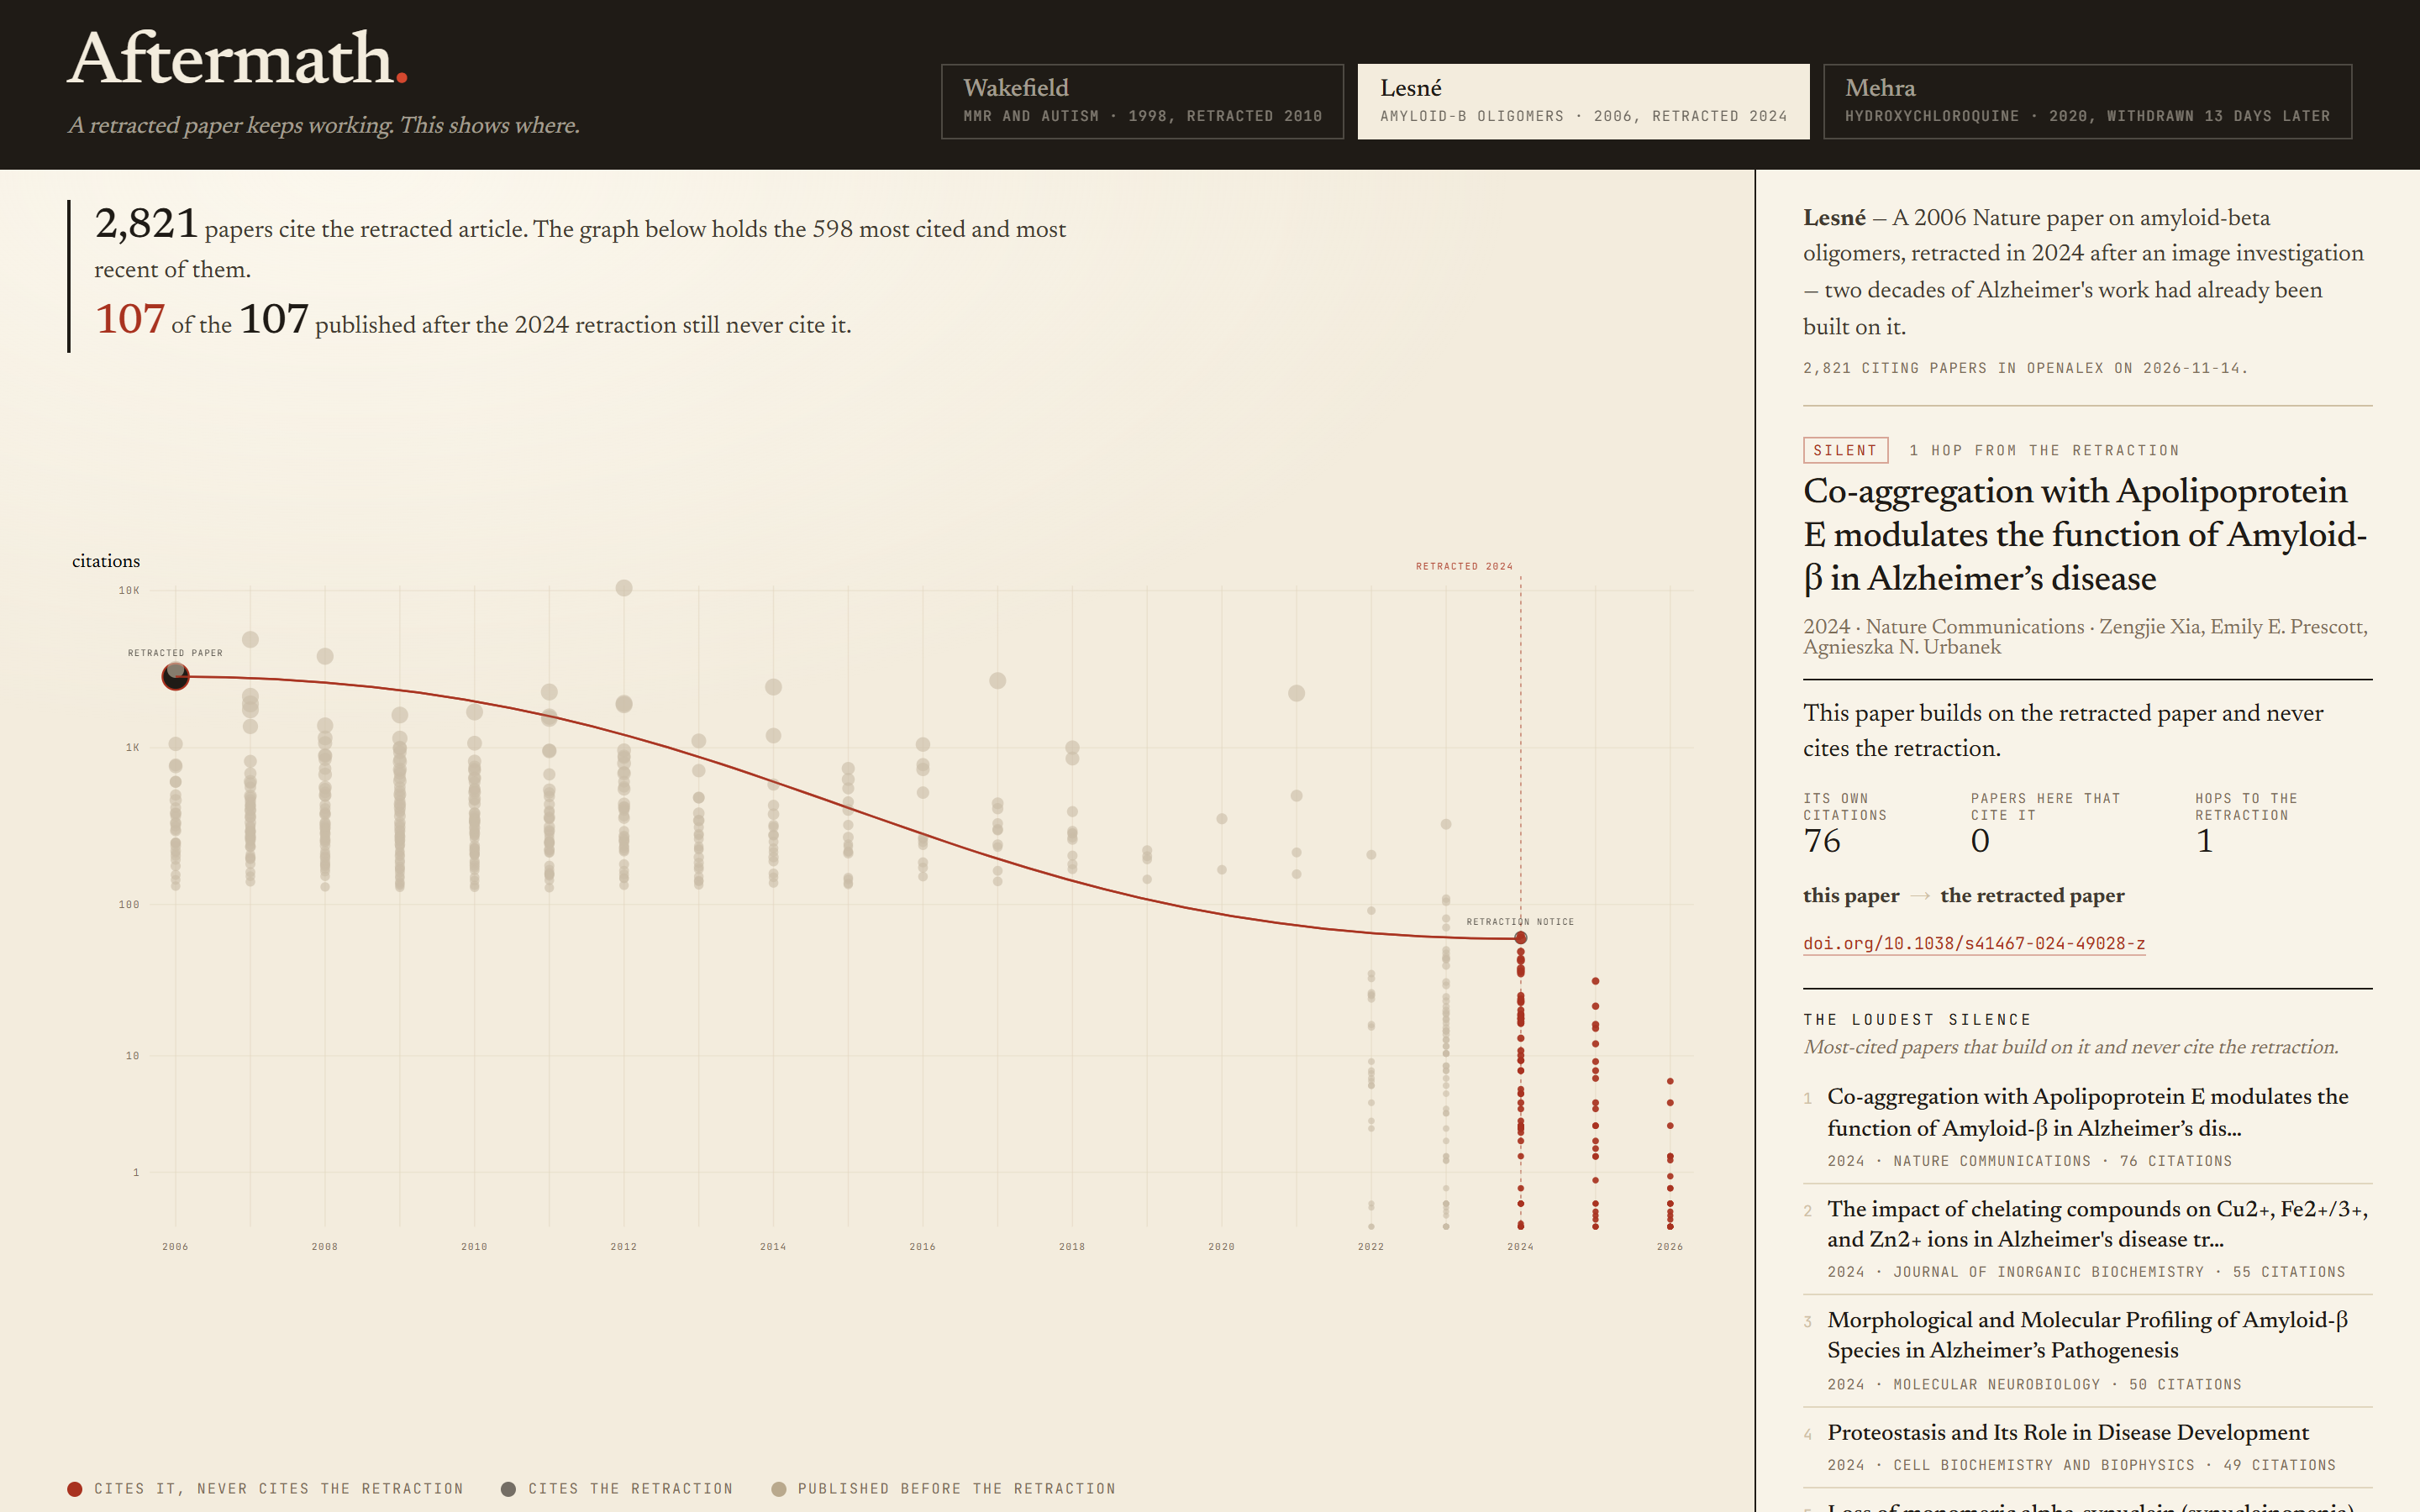 Aftermath.
A retracted paper keeps working. This shows where.
Wakefield
MMR AND AUTISM · 1998, RETRACTED 2010
Lesné
AMYLOID-B OLIGOMERS · 2006, RETRACTED 2024
Mehra
HYDROXYCHLOROQUINE · 2020, WITHDRAWN 13 DAYS LATER
2,821 papers cite the retracted article. The graph below holds the 598 most cited and most
recent of them.
107 of the 107 published after the 2024 retraction still never cite it.
citations
RETRACTED 2024
10K
RETRACTED PAPER
1K
100
RETRACTION NOTICE
10
1
2006
2008
2010
2012
2014
2016
2018
2020
2022
2024
2026
CITES IT, NEVER CITES THE RETRACTION
CITES THE RETRACTION
PUBLISHED BEFORE THE RETRACTION
Lesné — A 2006 Nature paper on amyloid-beta
oligomers, retracted in 2024 after an image investigation
— two decades of Alzheimer's work had already been
built on it.
2,821 CITING PAPERS IN OPENALEX ON 2026-11-14.
SILENT 1 HOP FROM THE RETRACTION
Co-aggregation with Apolipoprotein
E modulates the function of Amyloid-
β in Alzheimer’s disease
2024 · Nature Communications · Zengjie Xia, Emily E. Prescott,
Agnieszka N. Urbanek
This paper builds on the retracted paper and never
cites the retraction.
ITS OWN
CITATIONS
76
PAPERS HERE THAT
CITE IT
0
HOPS TO THE
RETRACTION
1
this paper → the retracted paper
doi.org/10.1038/s41467-024-49028-z
THE LOUDEST SILENCE
Most-cited papers that build on it and never cite the retraction.
1 Co-aggregation with Apolipoprotein E modulates the
function of Amyloid-β in Alzheimer’s dis…
2024 · NATURE COMMUNICATIONS · 76 CITATIONS
2 The impact of chelating compounds on Cu2+, Fe2+/3+,
and Zn2+ ions in Alzheimer's disease tr…
2024 · JOURNAL OF INORGANIC BIOCHEMISTRY · 55 CITATIONS
3 Morphological and Molecular Profiling of Amyloid-β
Species in Alzheimer’s Pathogenesis
2024 · MOLECULAR NEUROBIOLOGY · 50 CITATIONS
4 Proteostasis and Its Role in Disease Development
2024 · CELL BIOCHEMISTRY AND BIOPHYSICS · 49 CITATIONS
5 Loss of monomeric alpha-synuclein (synucleinopenia)